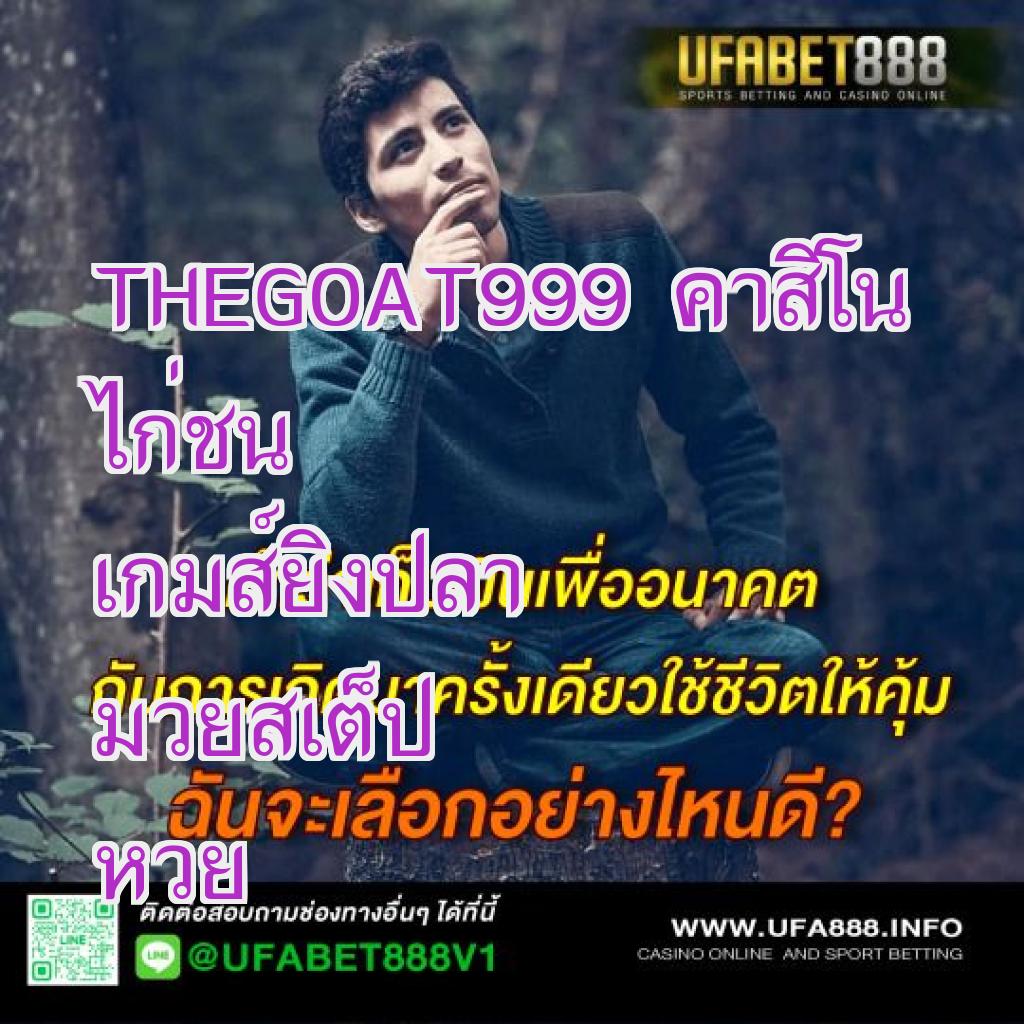 UFABET888
SPORTS BETTING AND CASINO ONLINE
THEGOAT999 คาสิโน
ไก่ชน
เกมส์ยิงปลา
เพื่ออนาคต
มวยสเต็ป
ครั้งเดียวใช้ชีวิตให้คุ้ม
ฉันจะเลือกอย่างไหนดี?
หวย
ติดต่อสอบถามช่องทางอื่นๆ ได้ที่นี้
LINE
LINE @UFABET888V1
WWW.UFA888.INFO
CASINO ONLINE AND SPORT BETTING